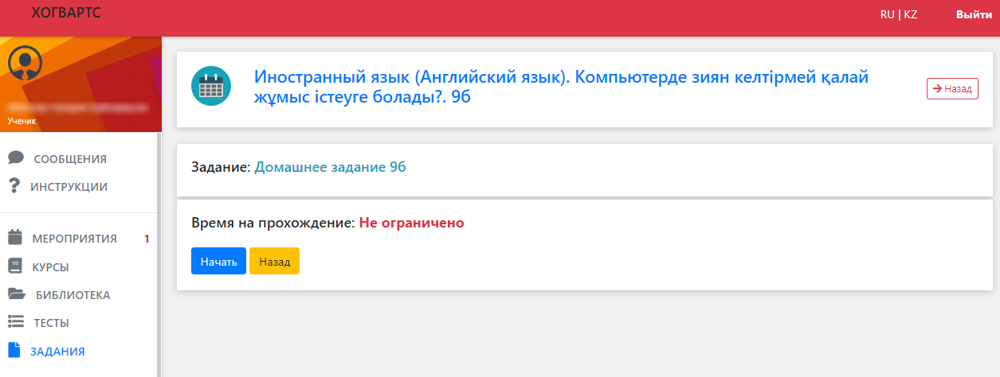 ХОГВАРТС
RU | KZ
Выйти
Ученик
СООБЩЕНИЯ
ИНСТРУКЦИИ
МЕРОПРИЯТИЯ 1
КУРСЫ
БИБЛИОТЕКА
ТЕСТЫ
ЗАДАНИЯ
Иностранный язык (Английский язык). Компьютерде зиян келтірмей қалай
жұмыс істеуге болады?. 9б
Назад
Задание: Домашнее задание 9б
Время на прохождение: Не ограничено
Начать
Назад